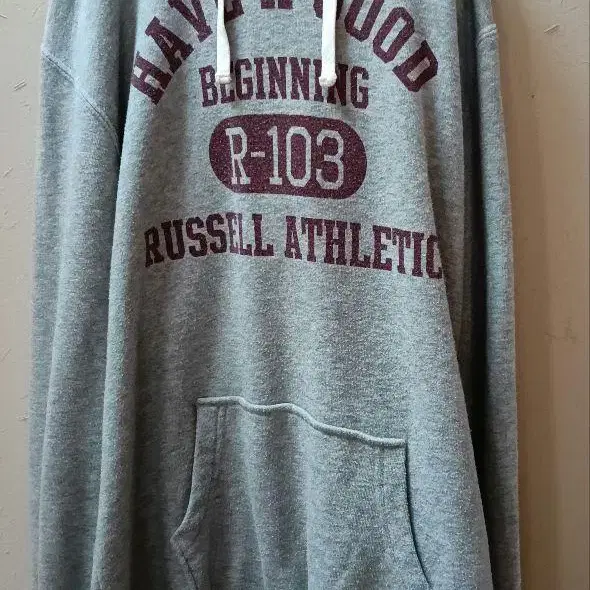 HAVE A GOOD
BEGINNING
R-103
RUSSELL ATHLETIC